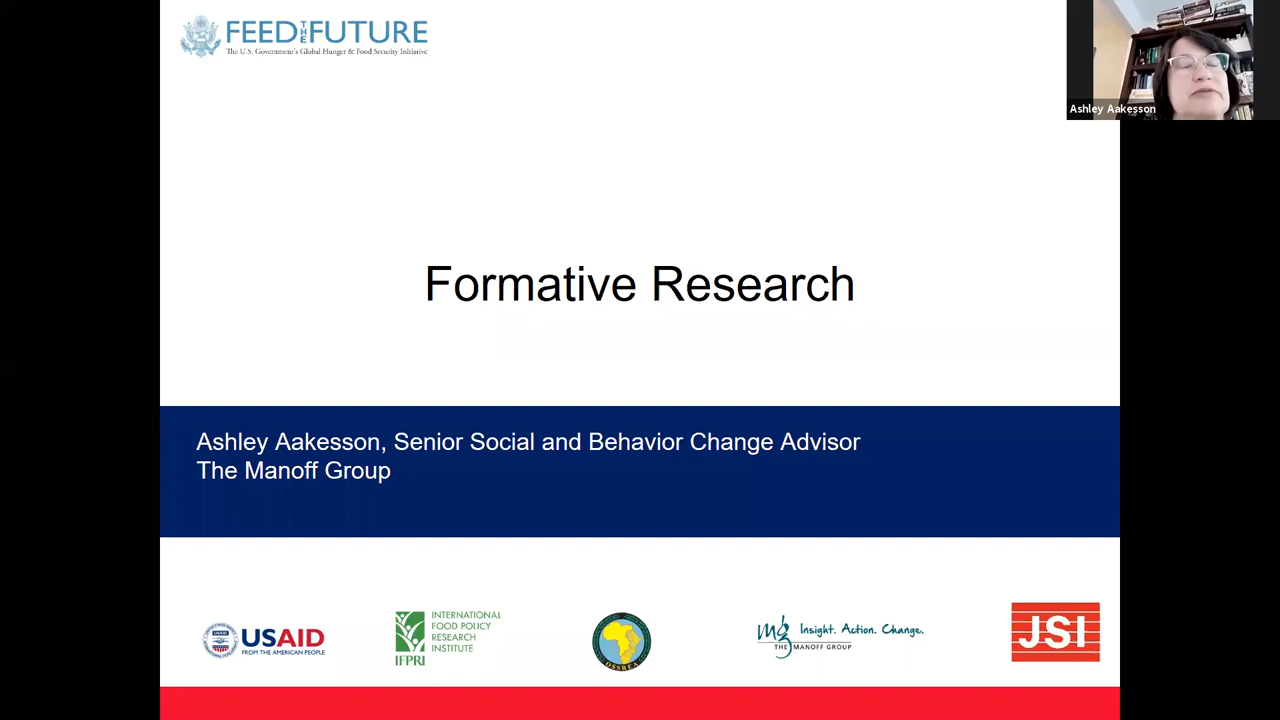 FEED THE FUTURE
The U.S. Government's Global Hunger & Food Security Initiative
Ashley Aakesson
Formative Research
Ashley Aakesson, Senior Social and Behavior Change Advisor
The Manoff Group
USAID
FROM THE AMERICAN PEOPLE
INTERNATIONAL
FOOD POLICY
RESEARCH
INSTITUTE
IFPRI
OSSREA
mg Insight. Action. Change.
THE MANOFF GROUP
JSI